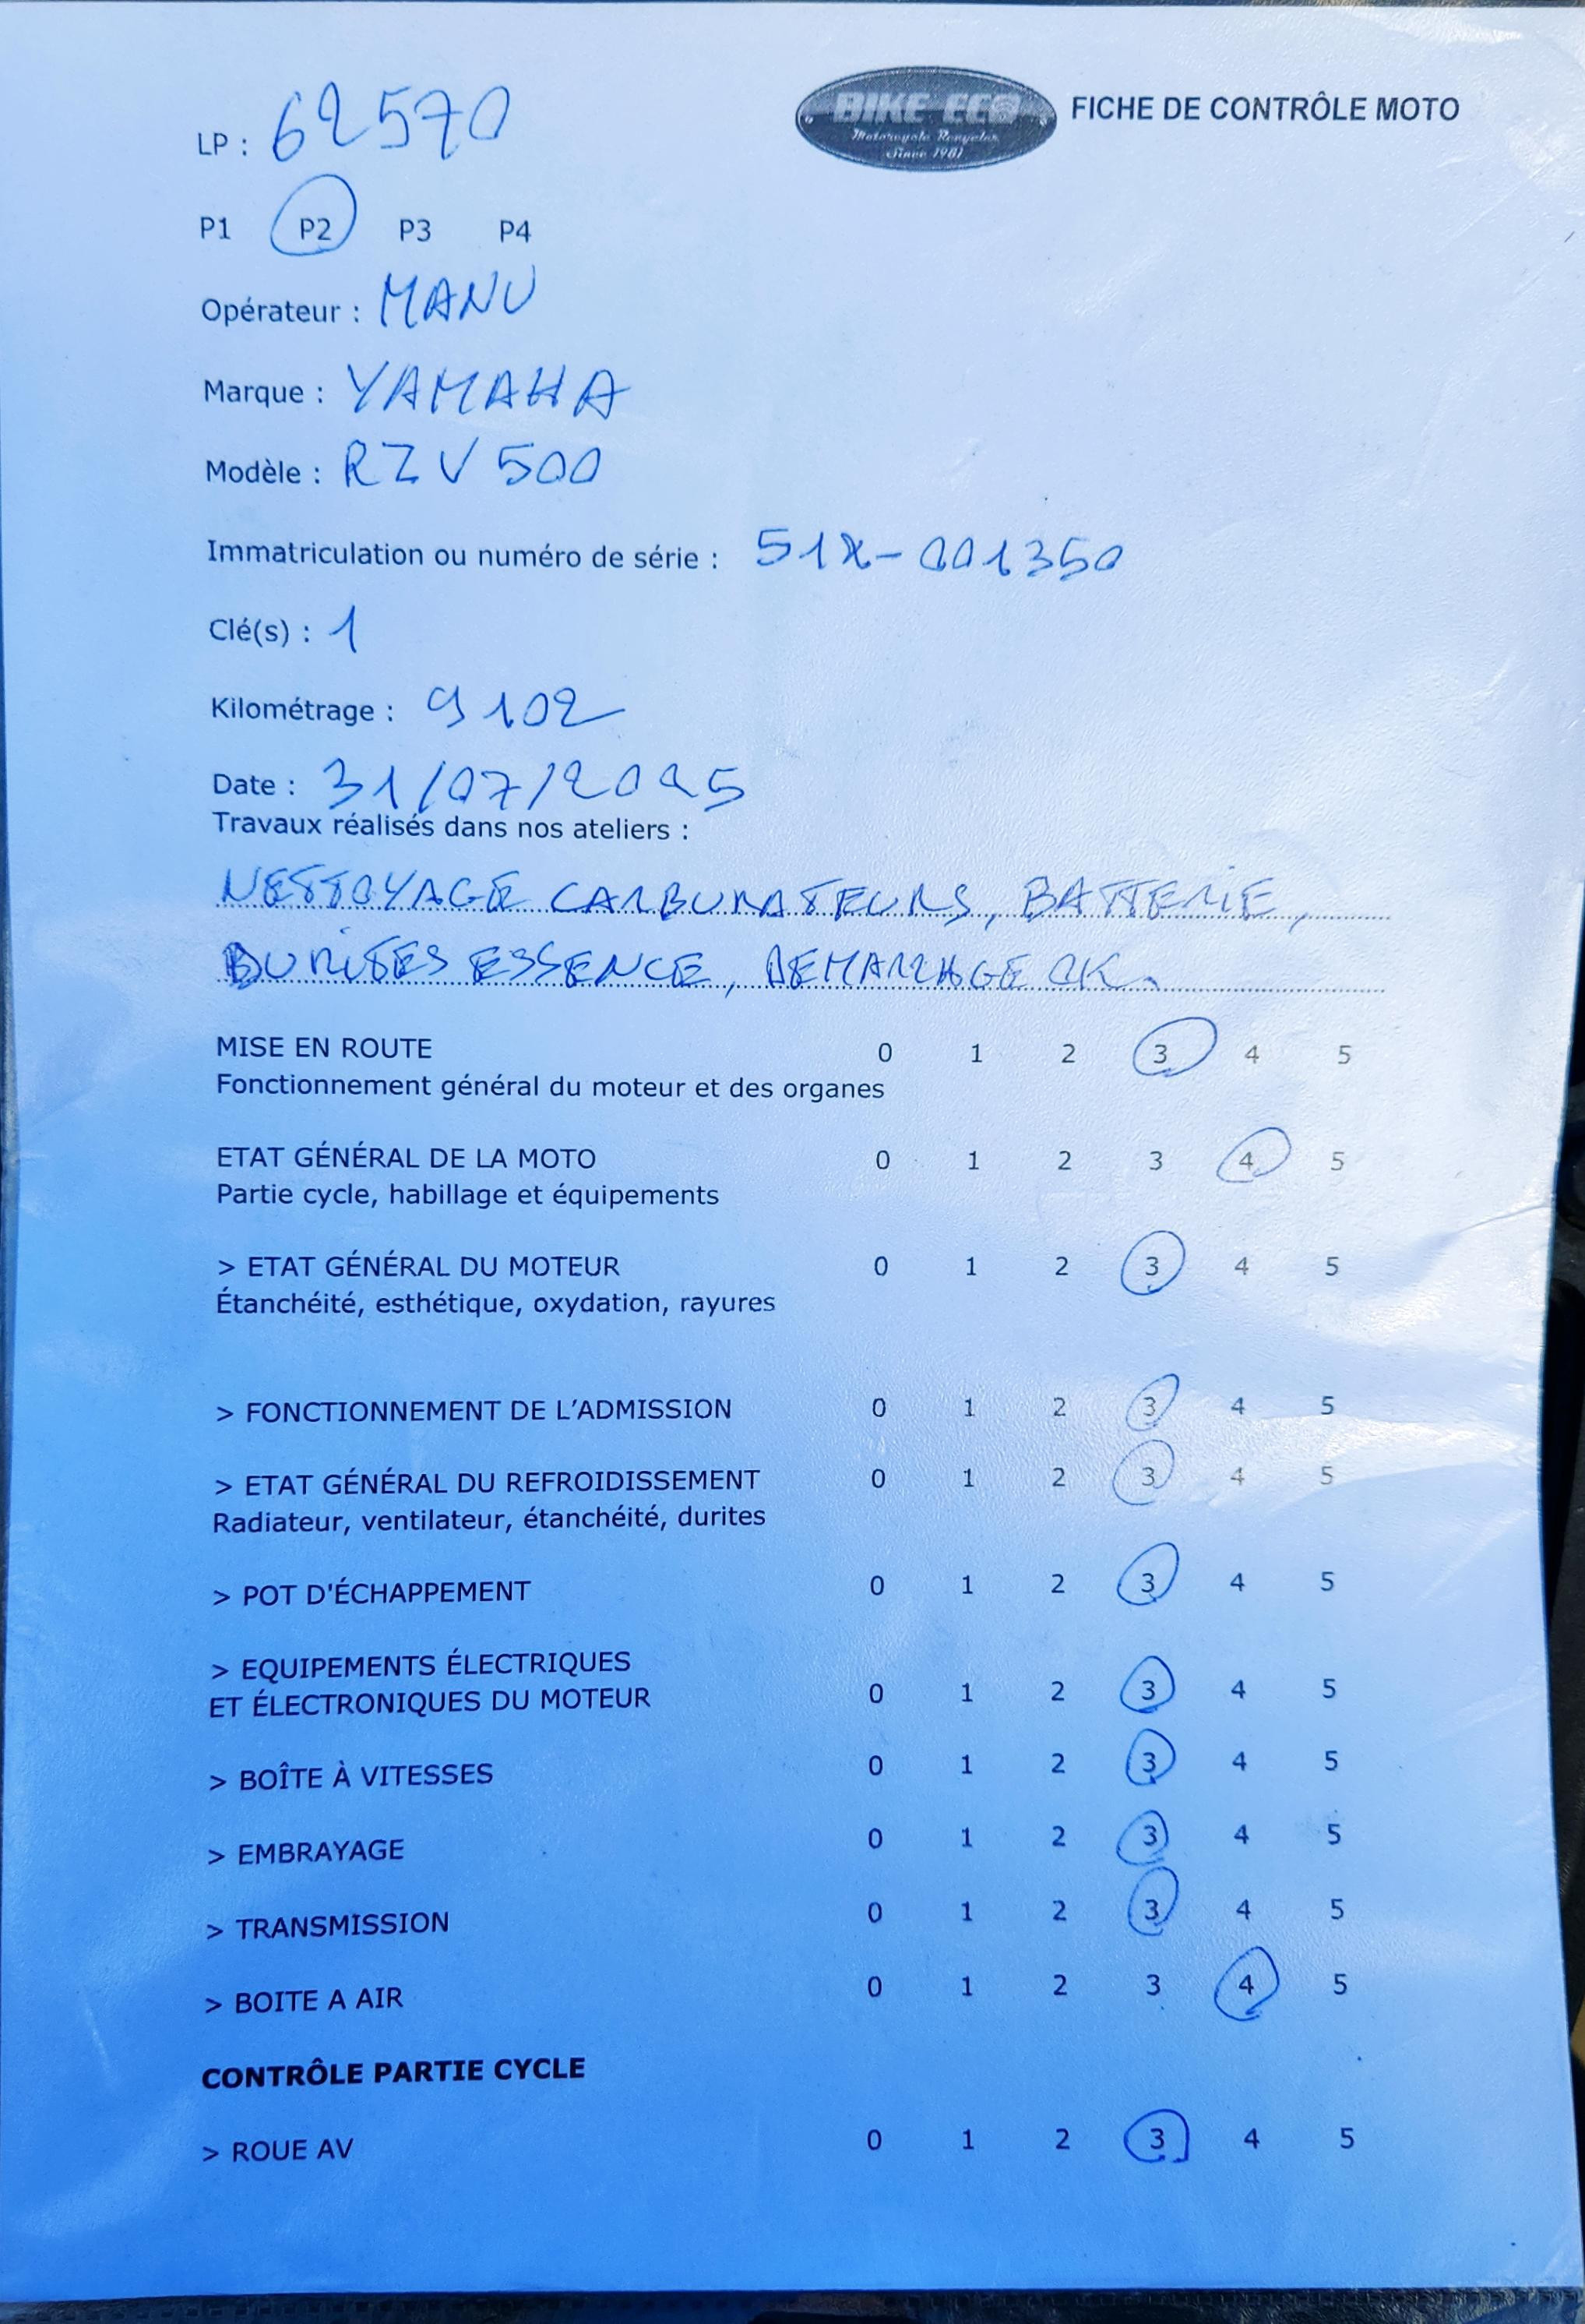 LP : 62570
BIKE ECO
Motorcycle Recycler
Since 1981
FICHE DE CONTRÔLE MOTO
P1 P2 P3 P4
Opérateur : MANU
Marque : YAMAHA
Modèle : RZV 500
Immatriculation ou numéro de série : 51X-001350
Clé(s) : 1
Kilométrage : 9102
Date : 31/07/2025
Travaux réalisés dans nos ateliers :
NETTOYAGE CARBURATEURS, BATTERIE,
DURITES ESSENCE, DEMARRAGE OK.
MISE EN ROUTE 0 1 2 3 4 5
Fonctionnement général du moteur et des organes
ETAT GÉNÉRAL DE LA MOTO 0 1 2 3 4 5
Partie cycle, habillage et équipements
> ETAT GÉNÉRAL DU MOTEUR 0 1 2 3 4 5
Étanchéité, esthétique, oxydation, rayures
> FONCTIONNEMENT DE L'ADMISSION 0 1 2 3 4 5
> ETAT GÉNÉRAL DU REFROIDISSEMENT 0 1 2 3 4 5
Radiateur, ventilateur, étanchéité, durites
> POT D'ÉCHAPPEMENT 0 1 2 3 4 5
> EQUIPEMENTS ÉLECTRIQUES
ET ÉLECTRONIQUES DU MOTEUR 0 1 2 3 4 5
> BOÎTE À VITESSES 0 1 2 3 4 5
> EMBRAYAGE 0 1 2 3 4 5
> TRANSMISSION 0 1 2 3 4 5
> BOITE A AIR 0 1 2 3 4 5
CONTRÔLE PARTIE CYCLE
> ROUE AV 0 1 2 3 4 5